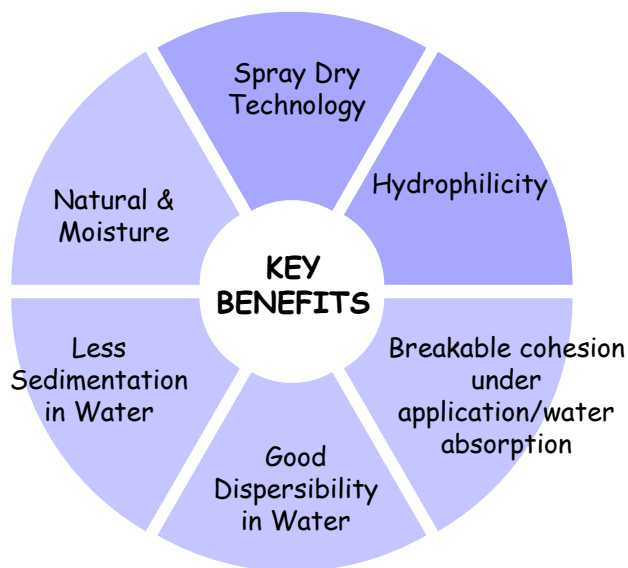 Spray Dry
Technology
Hydrophilicity
Natural &
Moisture
KEY
BENEFITS
Less
Sedimentation
in Water
Breakable cohesion
under
application/water
absorption
Good
Dispersibility
in Water